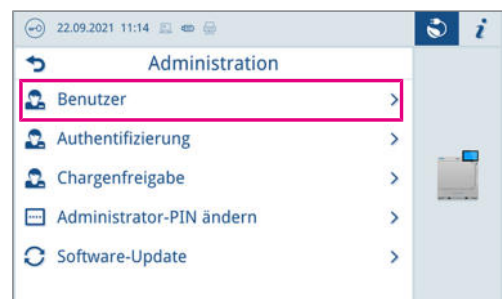 22.09.2021 11:14
i
Administration
Benutzer
Authentifizierung
Chargenfreigabe
Administrator-PIN ändern
Software-Update